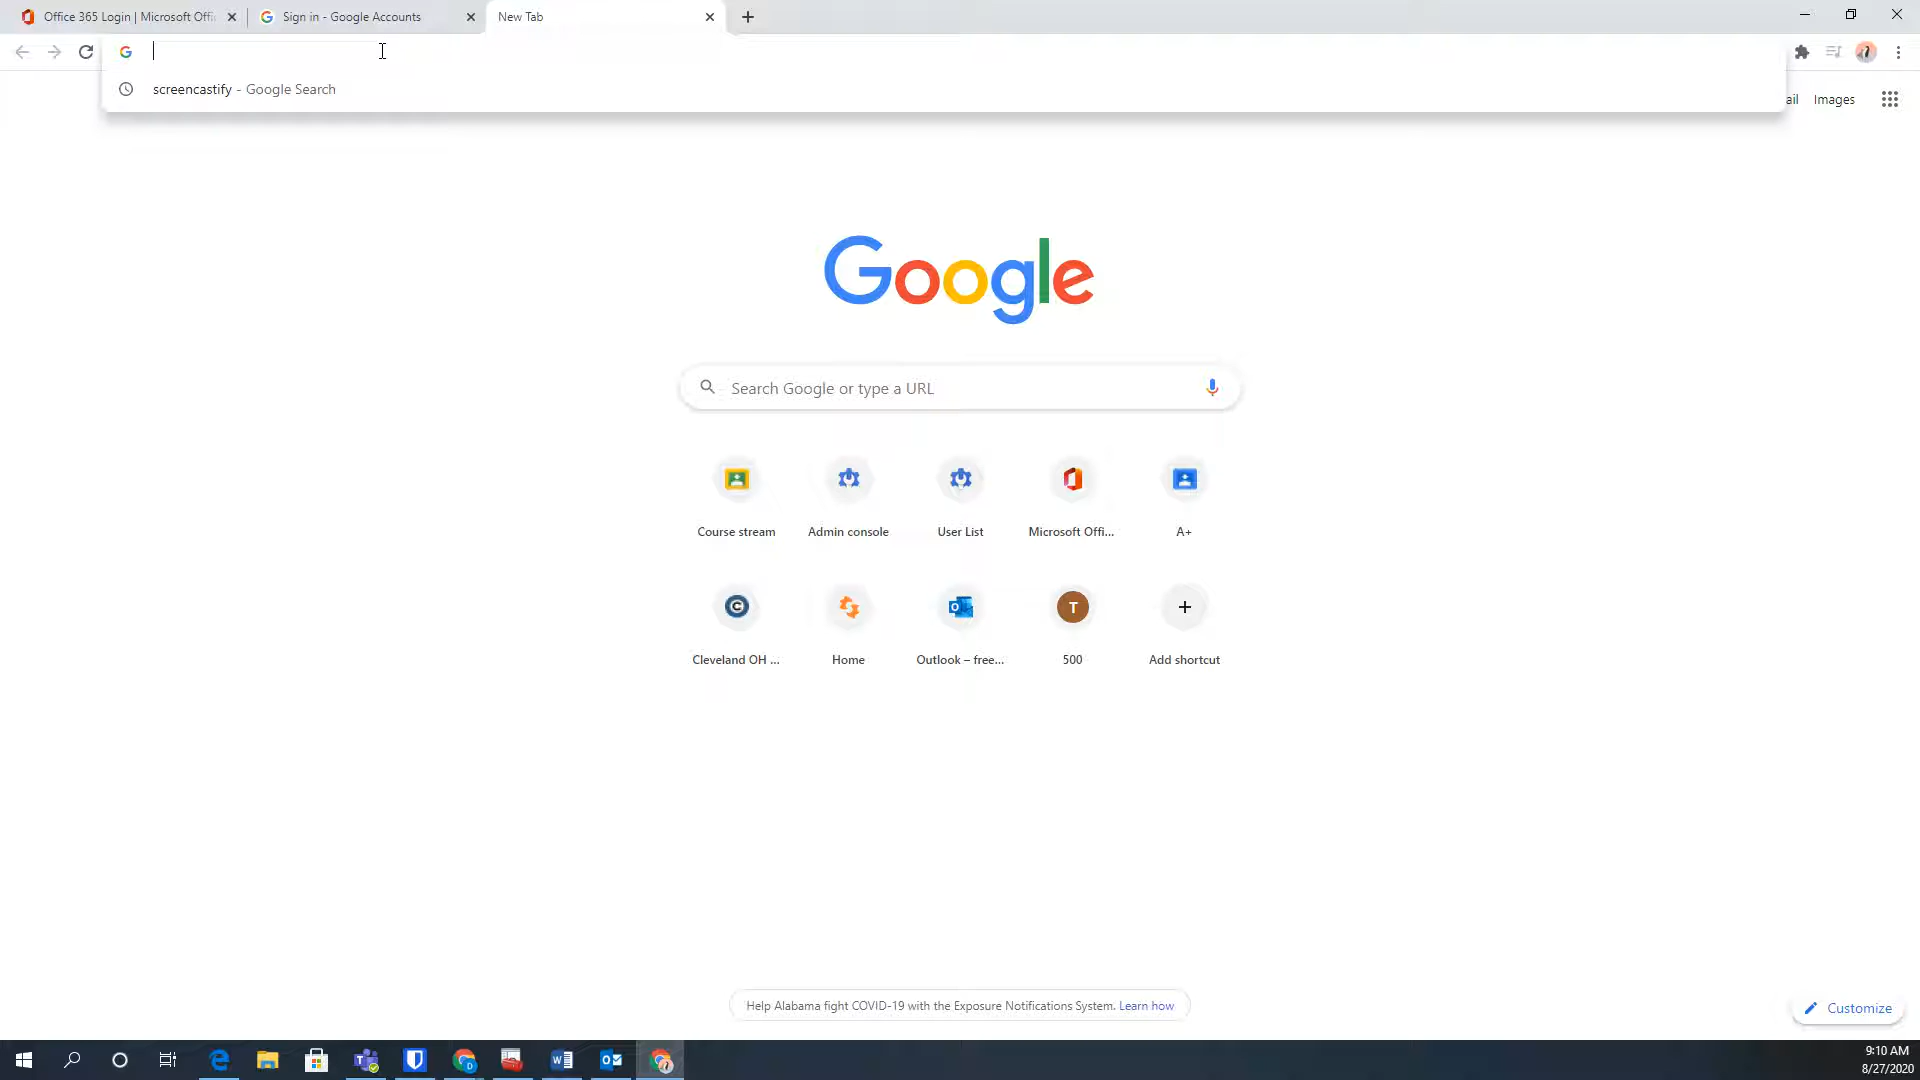 Office 365 Login | Microsoft Offi
Sign in - Google Accounts
New Tab
screencastify - Google Search
ail
Images
Google
Search Google or type a URL
Course stream
Admin console
User List
Microsoft Offi...
A+
Cleveland OH ...
Home
Outlook – free...
T
500
Add shortcut
Help Alabama fight COVID-19 with the Exposure Notifications System. Learn how
Customize
9:10 AM
8/27/2020